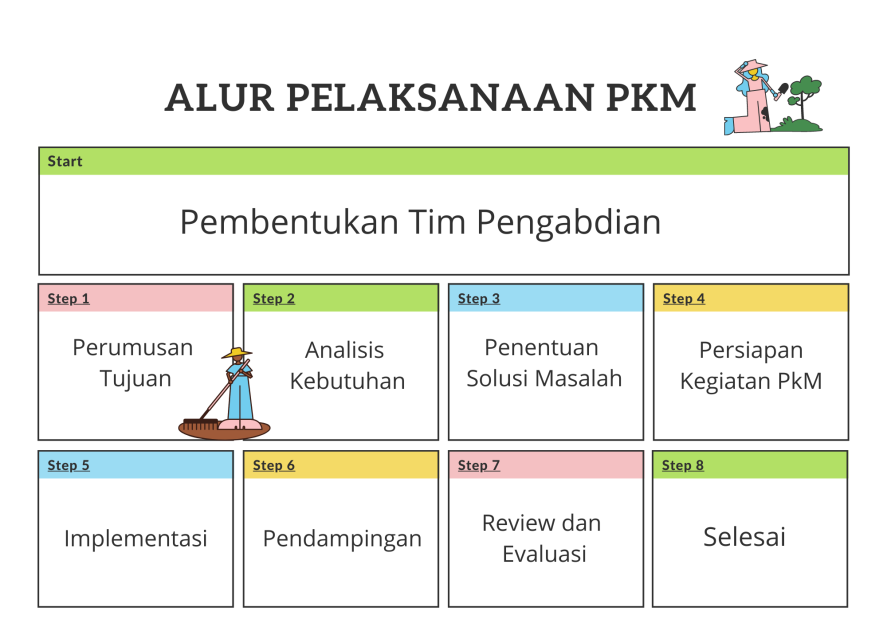 ALUR PELAKSANAAN PKM
Start
Pembentukan Tim Pengabdian
Step 1
Perumusan
Tujuan
Step 2
Analisis
Kebutuhan
Step 3
Penentuan
Solusi Masalah
Step 4
Persiapan
Kegiatan PkM
Step 5
Implementasi
Step 6
Pendampingan
Step 7
Review dan
Evaluasi
Step 8
Selesai